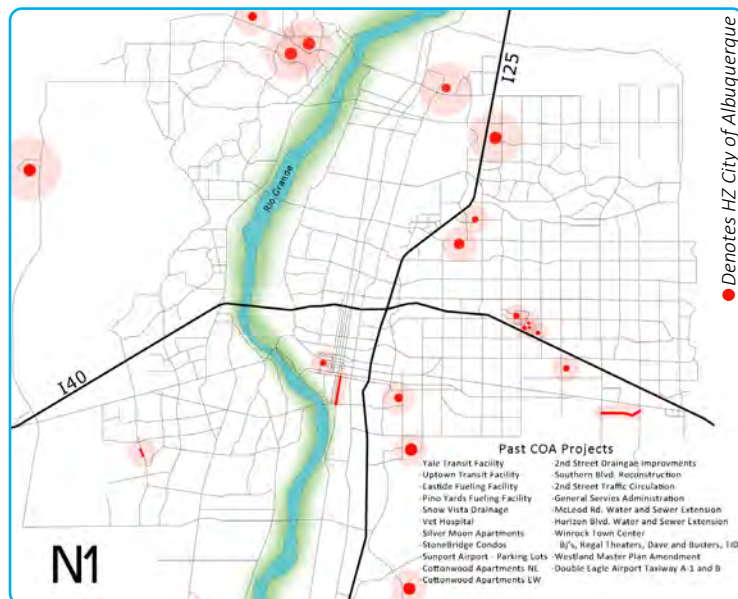 I25
Rio Grande
I40
Denotes HZ City of Albuquerque
Past COA Projects
Yale Transit Facility
-Uptown Transit Facility
-Eastide Fueling Facility
-Pino Yards Fueling Facility
-Snow Vista Drainage
-Vet Hospital
-Silver Moon Apartments
-StoneBridge Condos
-Sunport Airport - Parking Lots
-Cottonwood Apartments NE
-Cottonwood Apartments EW
-2nd Street Draingae Improvments
-Southern Blvd. Reconstruction
-2nd Street Traffic Circulation
-General Servies Administration
-McLeod Rd. Water and Sewer Extension
-Horizon Blvd. Water and Sewer Extension
-Winrock Town Center
Bj's, Regal Theaters, Dave and Busters, TID
-Westland Master Plan Amendment
-Double Eagle Airport Taxiway A-1 and B
N1